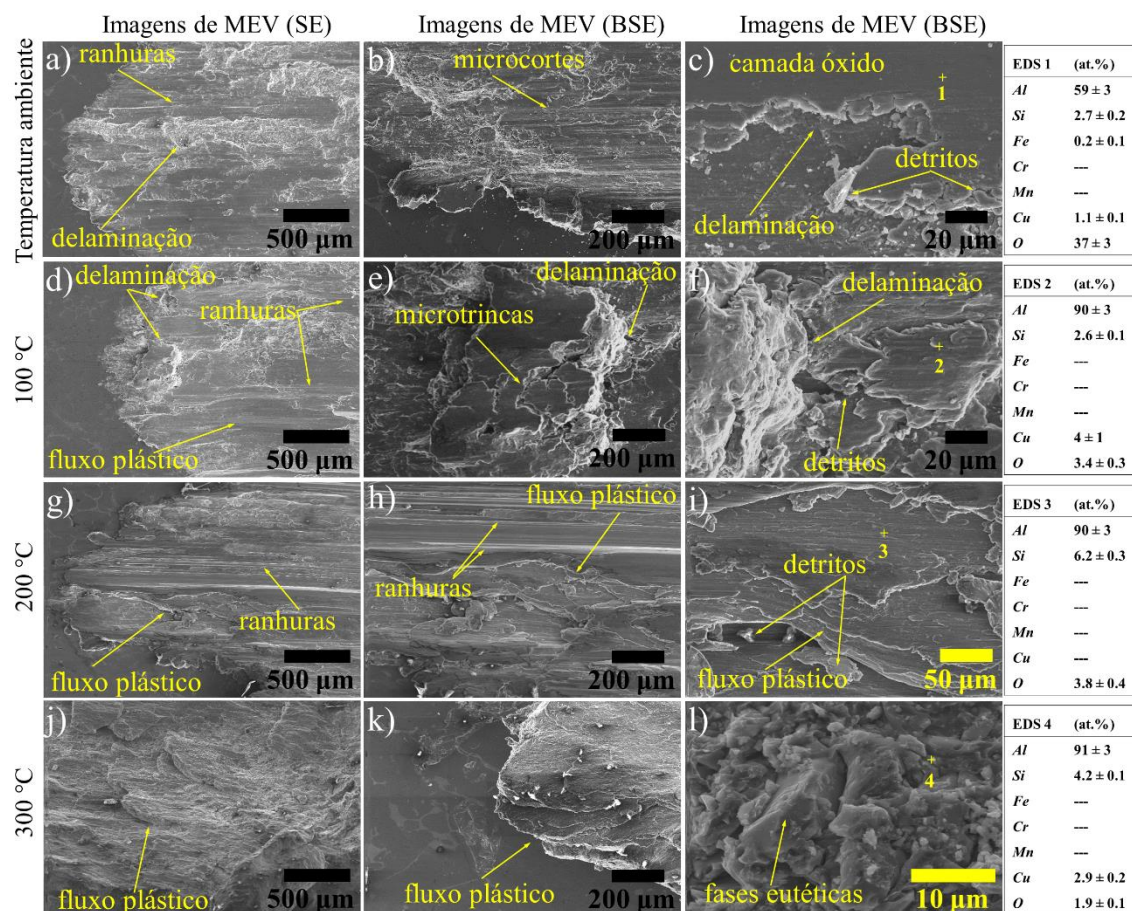 Imagens de MEV (SE)
Imagens de MEV (BSE)
Imagens de MEV (BSE)
Temperatura ambiente
a)
ranhuras
delaminação
500 µm
b)
microcortes
200 µm
c)
camada óxido
+
1
detritos
delaminação
20 µm
EDS 1 (at.%)
Al 59 ± 3
Si 2.7 ± 0.2
Fe 0.2 ± 0.1
Cr ---
Mn ---
Cu 1.1 ± 0.1
O 37 ± 3
100 °C
d)
delaminação
ranhuras
fluxo plástico
500 µm
e)
delaminação
microtrincas
200 µm
f)
delaminação
+
2
detritos
20 µm
EDS 2 (at.%)
Al 90 ± 3
Si 2.6 ± 0.1
Fe ---
Cr ---
Mn ---
Cu 4 ± 1
O 3.4 ± 0.3
200 °C
g)
ranhuras
fluxo plástico
500 µm
h)
fluxo plástico
ranhuras
200 µm
i)
+
3
detritos
fluxo plástico
50 µm
EDS 3 (at.%)
Al 90 ± 3
Si 6.2 ± 0.3
Fe ---
Cr ---
Mn ---
Cu ---
O 3.8 ± 0.4
300 °C
j)
fluxo plástico
500 µm
k)
fluxo plástico
200 µm
l)
+
4
fases eutéticas
10 µm
EDS 4 (at.%)
Al 91 ± 3
Si 4.2 ± 0.1
Fe ---
Cr ---
Mn ---
Cu 2.9 ± 0.2
O 1.9 ± 0.1